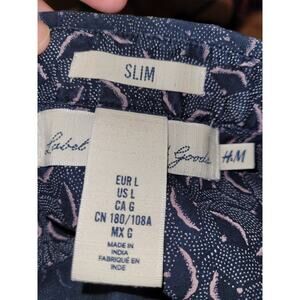 SLIM
Label Goods H&M
EUR L
US L
CA G
CN 180/108A
MX G
MADE IN
INDIA
FABRIQUÉ EN
INDE